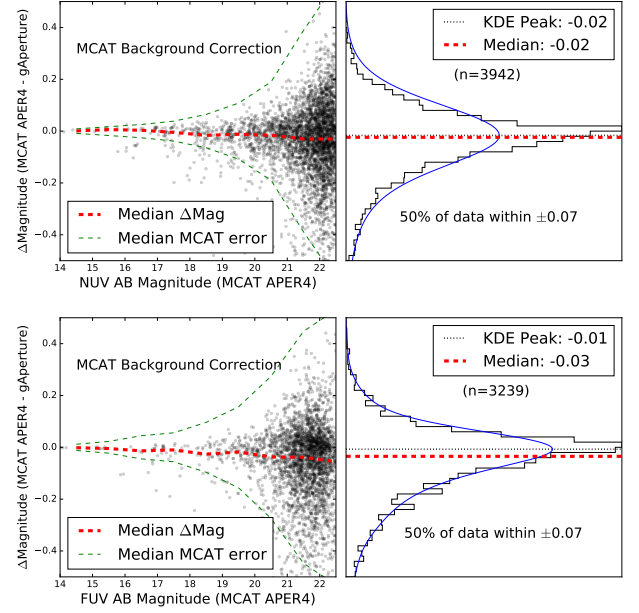 0.4
0.2
0.0
−0.2
−0.4
ΔMagnitude (MCAT APER4 - gAperture)
MCAT Background Correction
Median ΔMag
Median MCAT error
14 15 16 17 18 19 20 21 22
NUV AB Magnitude (MCAT APER4)
KDE Peak: -0.02
Median: -0.02
(n=3942)
50% of data within ±0.07
0.4
0.2
0.0
−0.2
−0.4
ΔMagnitude (MCAT APER4 - gAperture)
MCAT Background Correction
Median ΔMag
Median MCAT error
14 15 16 17 18 19 20 21 22
FUV AB Magnitude (MCAT APER4)
KDE Peak: -0.01
Median: -0.03
(n=3239)
50% of data within ±0.07